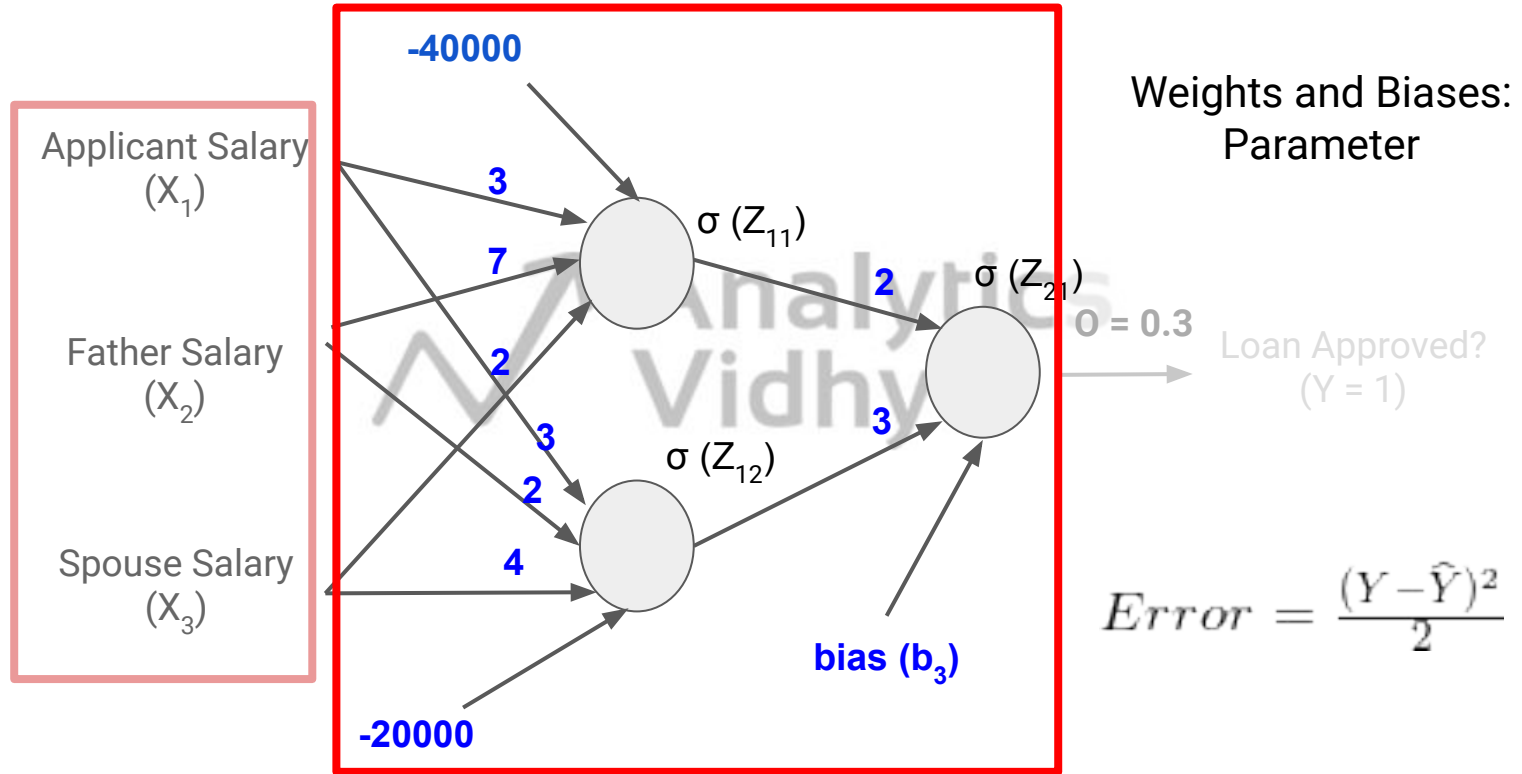 -40000
Weights and Biases:
Parameter
Applicant Salary
(X₁)
3
σ (Z₁₁)
7
2
σ (Z₂₁)
Analytics
Vidhy
O = 0.3
Loan Approved?
(Y = 1)
Father Salary
(X₂)
2
3
3
σ (Z₁₂)
2
Spouse Salary
(X₃)
4
Error = (Y - Ŷ)² / 2
bias (b₃)
-20000